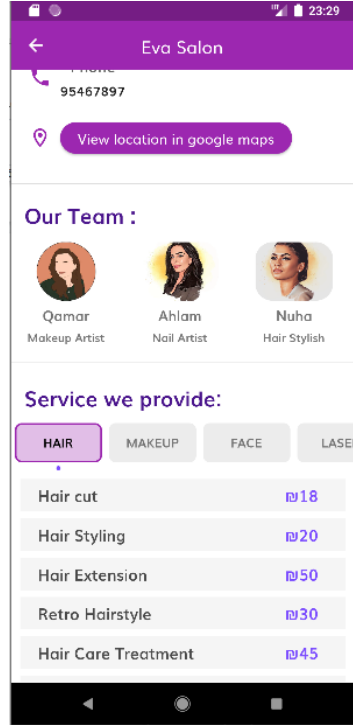 23:29
Eva Salon
Phone
95467897
View location in google maps
Our Team :
Qamar Ahlam Nuha
Makeup Artist Nail Artist Hair Stylish
Service we provide:
HAIR MAKEUP FACE LASE
Hair cut ₪18
Hair Styling ₪20
Hair Extension ₪50
Retro Hairstyle ₪30
Hair Care Treatment ₪45